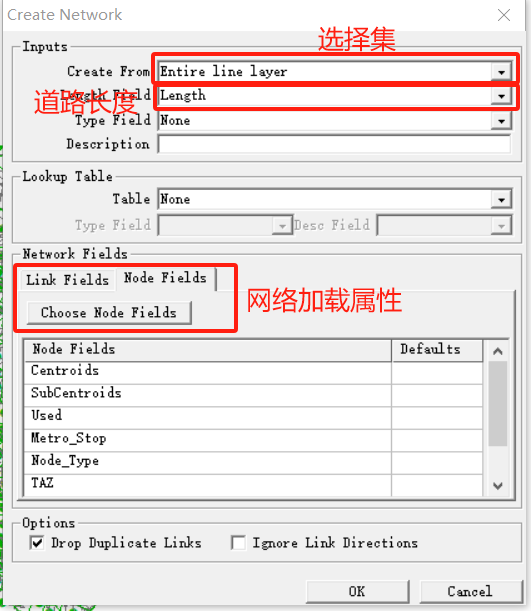 Create Network
Inputs
选择集
Create From Entire line layer
道路长度
Length Field Length
Type Field None
Description
Lookup Table
Table None
Type Field Desc Field
Network Fields
Link Fields Node Fields
网络加载属性
Choose Node Fields
Node Fields Defaults
Centroids
SubCentroids
Used
Metro_Stop
Node_Type
TAZ
Options
Drop Duplicate Links Ignore Link Directions
OK Cancel